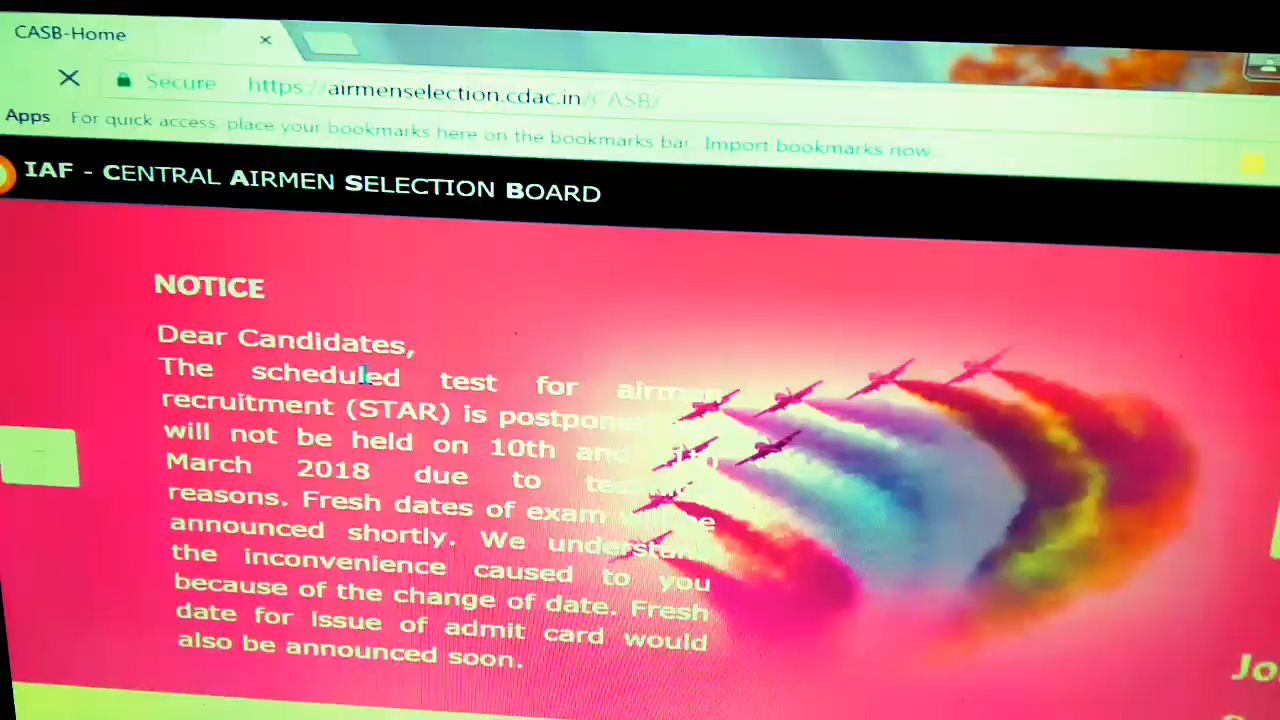 CASB-Home
Secure https://airmenselection.cdac.in/CASB/
Apps For quick access, place your bookmarks here on the bookmarks bar. Import bookmarks now...
IAF - CENTRAL AIRMEN SELECTION BOARD
NOTICE
Dear Candidates,
The scheduled test for airmen
recruitment (STAR) is
will not be held on 10th and
March 2018 due to
reasons. Fresh dates of exam
announced shortly. We
the inconvenience caused to you
because of the change of date. Fresh
date for issue of admit card would
also be announced soon.
Jo